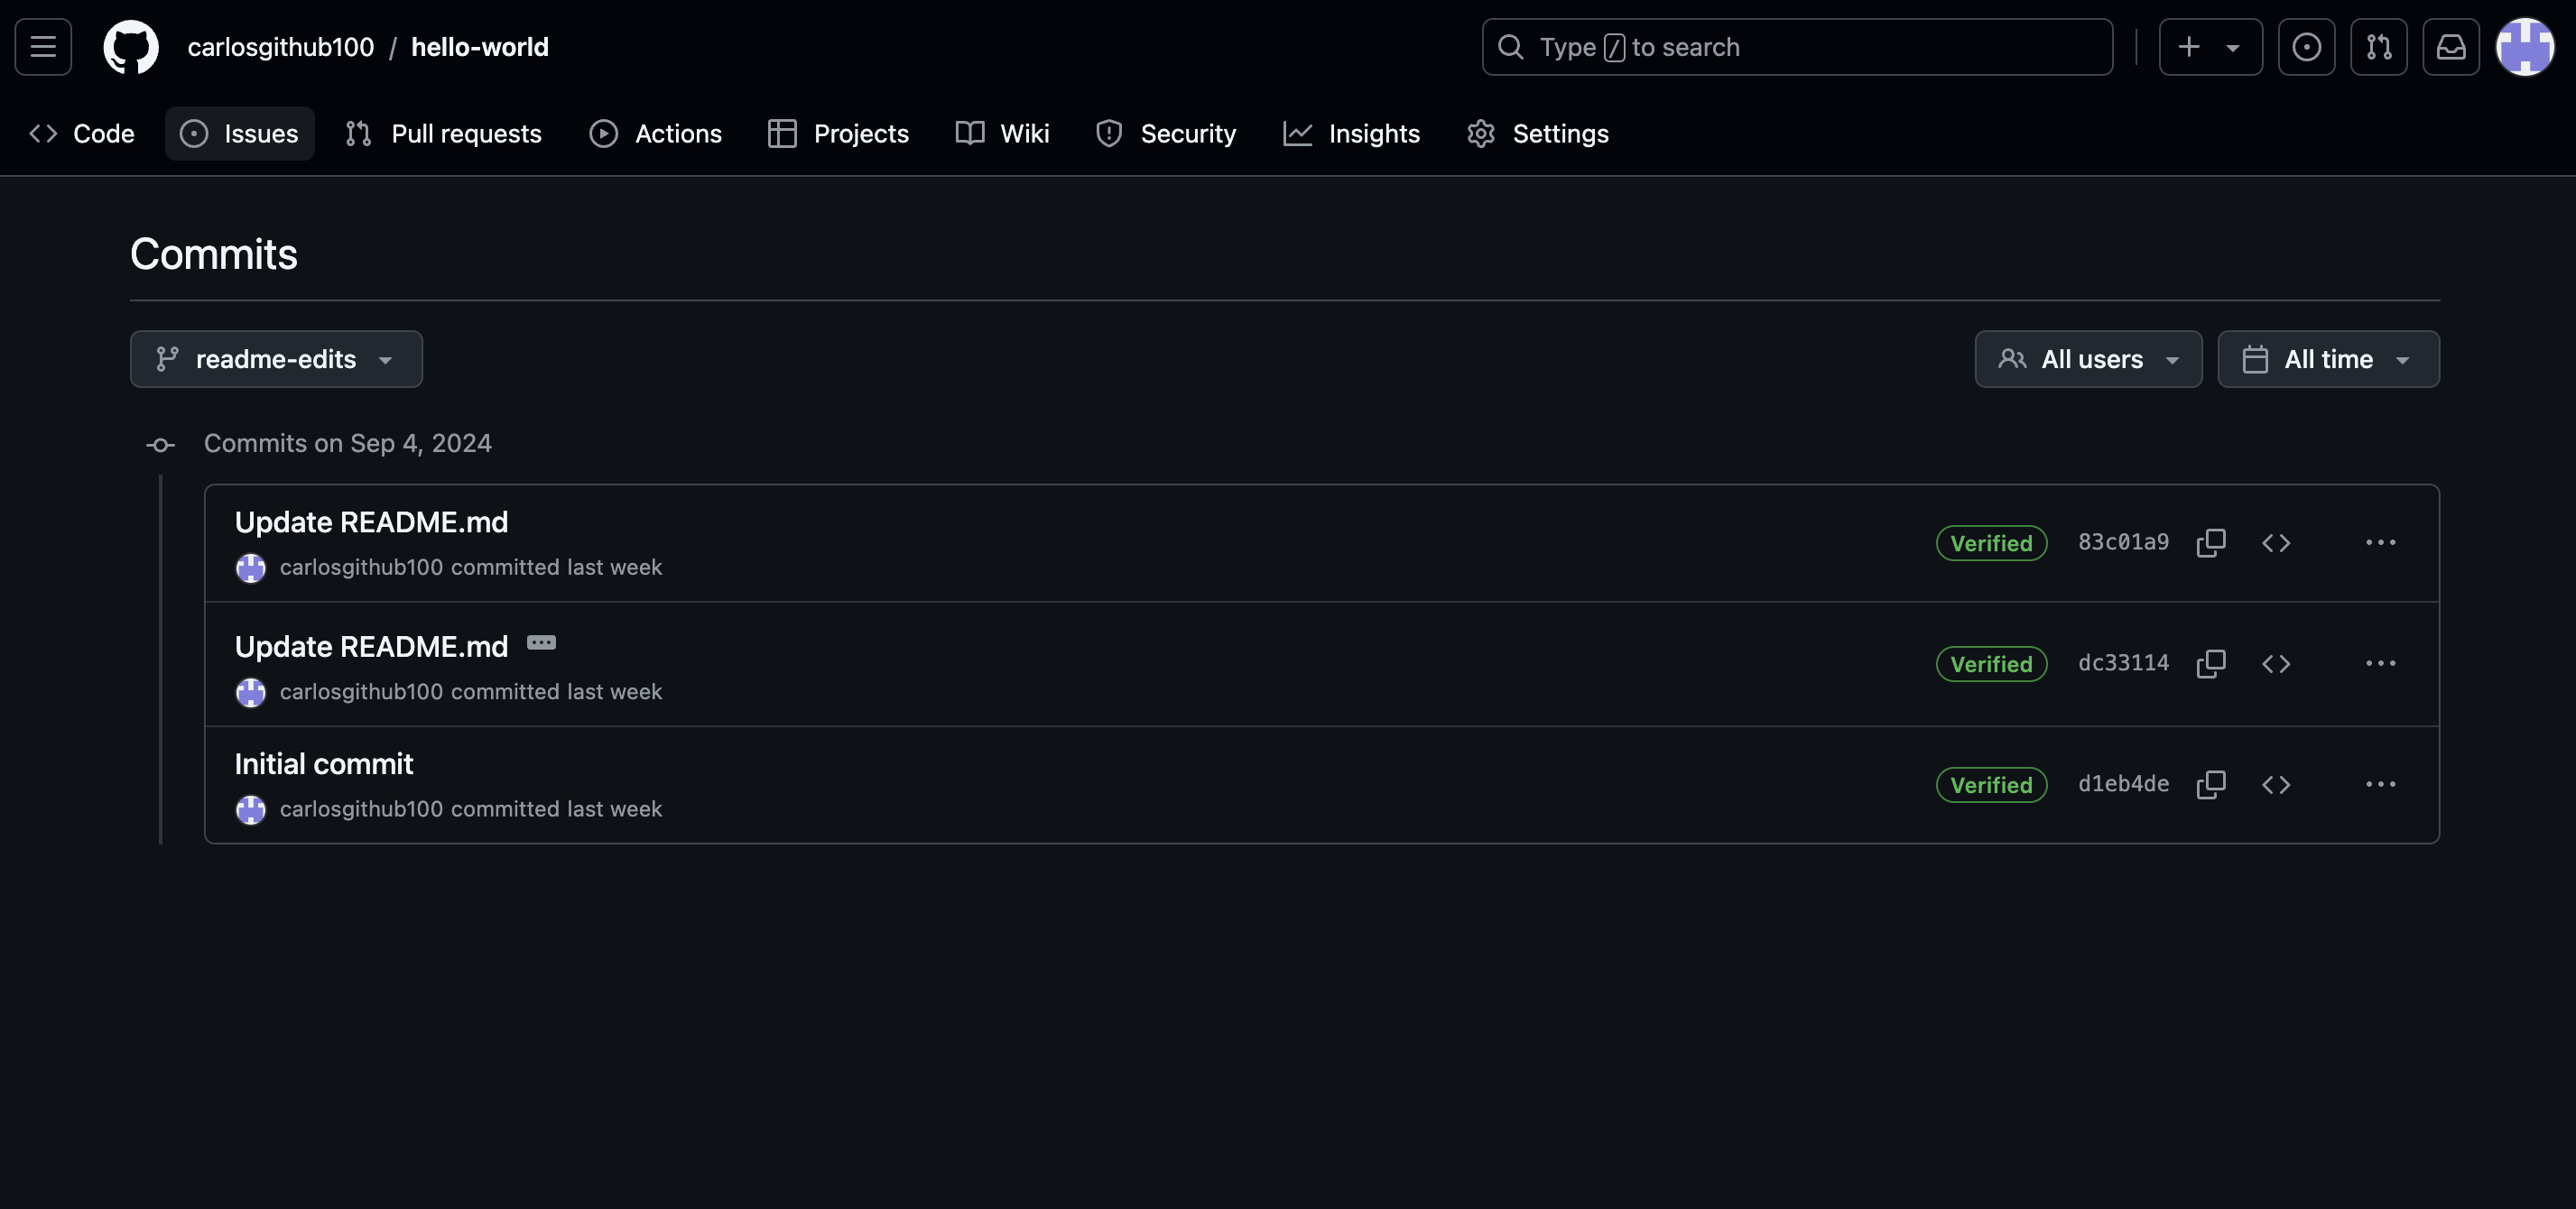 carlosgithub100 / hello-world
Type / to search
Code Issues Pull requests Actions Projects Wiki Security Insights Settings
Commits
readme-edits
All users All time
Commits on Sep 4, 2024
Update README.md
carlosgithub100 committed last week
Verified 83c01a9
Update README.md
carlosgithub100 committed last week
Verified dc33114
Initial commit
carlosgithub100 committed last week
Verified d1eb4de